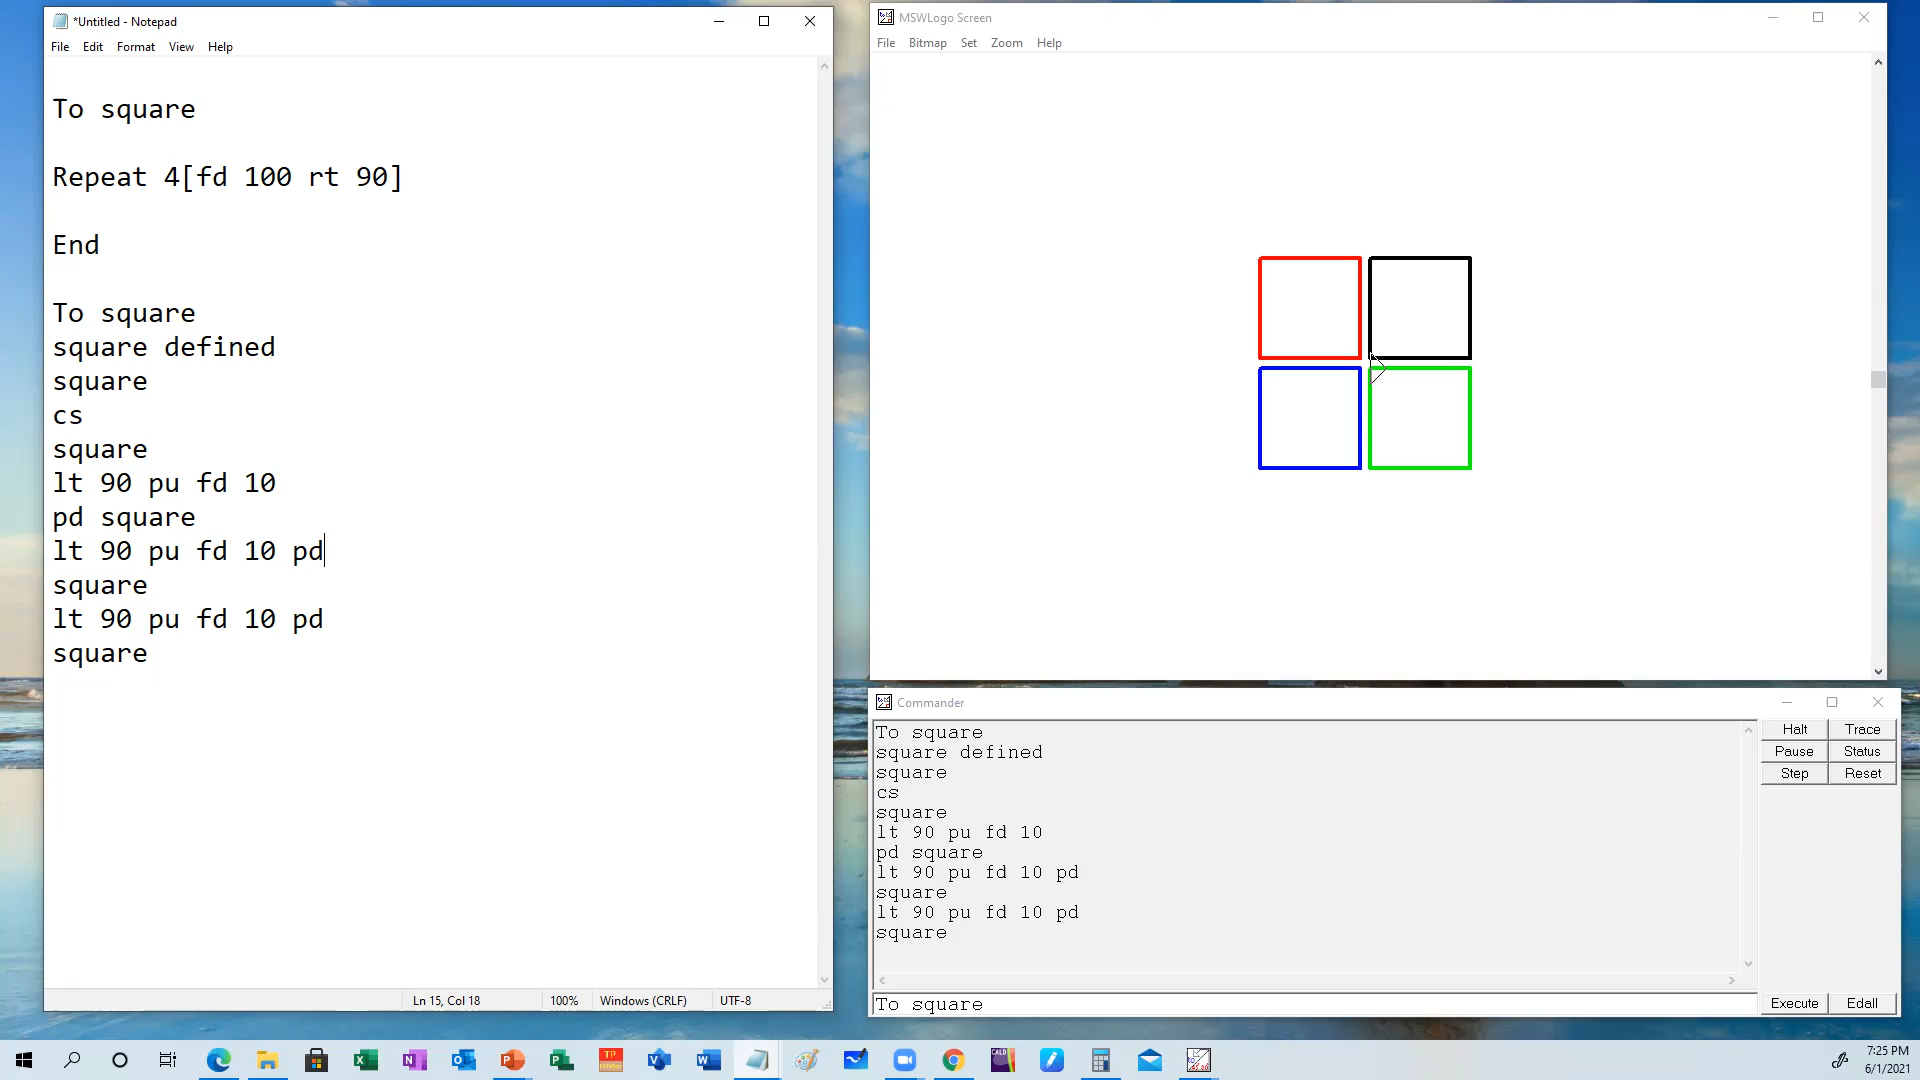 *Untitled - Notepad
File Edit Format View Help
To square
Repeat 4[fd 100 rt 90]
End
To square
square defined
square
cs
square
lt 90 pu fd 10
pd square
lt 90 pu fd 10 pd
square
lt 90 pu fd 10 pd
square
Ln 15, Col 18 100% Windows (CRLF) UTF-8
MSWLogo Screen
File Bitmap Set Zoom Help
Commander
To square
square defined
square
cs
square
lt 90 pu fd 10
pd square
lt 90 pu fd 10 pd
square
lt 90 pu fd 10 pd
square
Halt Trace
Pause Status
Step Reset
To square
Execute Edall
7:25 PM
6/1/2021